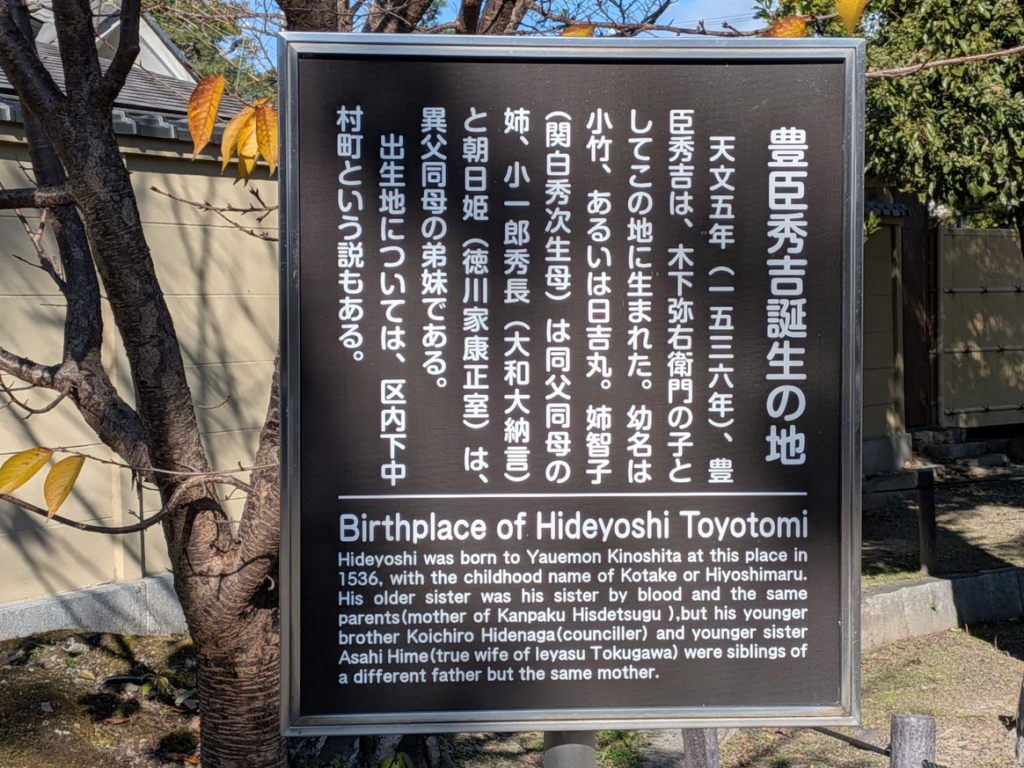 豊臣秀吉誕生の地
天文五年（一五三六年）、豊
臣秀吉は、木下弥右衛門の子と
してこの地に生まれた。幼名は
小竹、あるいは日吉丸。姉智子
（関白秀次生母）は同父同母の
姉、小一郎秀長（大和大納言）
と朝日姫（徳川家康正室）は、
異父同母の弟妹である。
出生地については、区内下中
村町という説もある。
Birthplace of Hideyoshi Toyotomi
Hideyoshi was born to Yauemon Kinoshita at this place in
1536, with the childhood name of Kotake or Hiyoshimaru.
His older sister was his sister by blood and the same
parents(mother of Kanpaku Hisdetsugu ),but his younger
brother Koichiro Hidenaga(counciller) and younger sister
Asahi Hime(true wife of Ieyasu Tokugawa) were siblings of
a different father but the same mother.